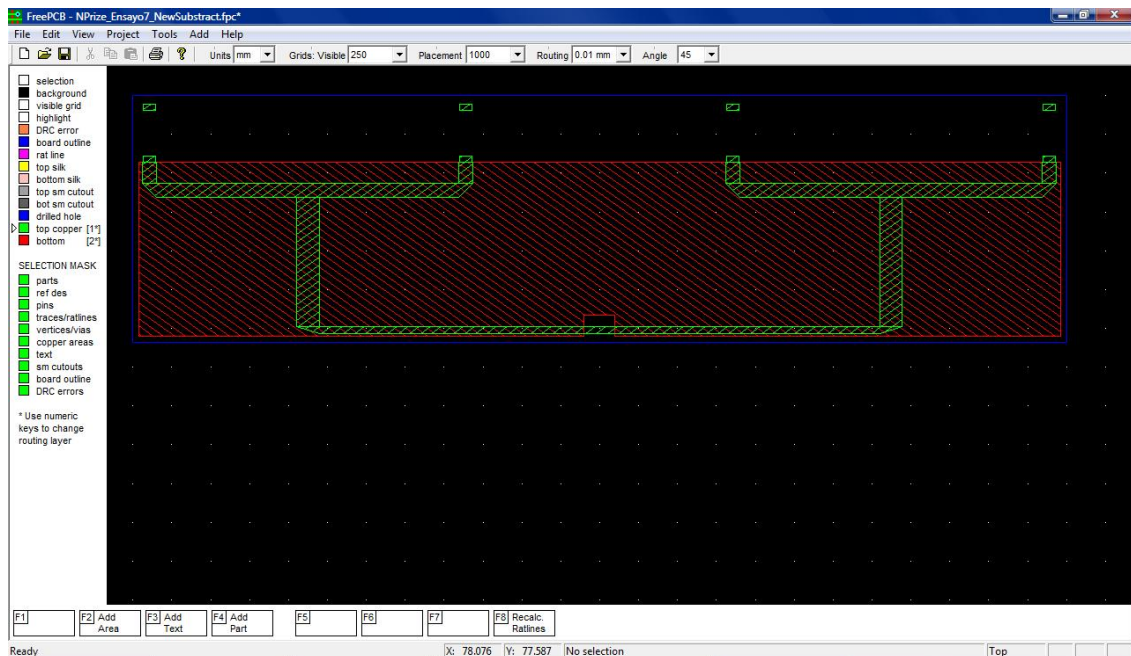 FreePCB - NPrize_Ensayo7_NewSubstract.fpc*
File Edit View Project Tools Add Help
Units mm Grids: Visible 250 Placement 1000 Routing 0.01 mm Angle 45
selection
background
visible grid
highlight
DRC error
board outline
rat line
top silk
bottom silk
top sm cutout
bot sm cutout
drilled hole
top copper [1*]
bottom [2*]
SELECTION MASK
parts
ref des
pins
traces/ratlines
vertices/vias
copper areas
text
sm cutouts
board outline
DRC errors
* Use numeric
keys to change
routing layer
F1 F2 Add F3 Add F4 Add F5 F6 F7 F8 Recalc.
Area Text Part Ratlines
Ready X: 78.076 Y: 77.587 No selection Top